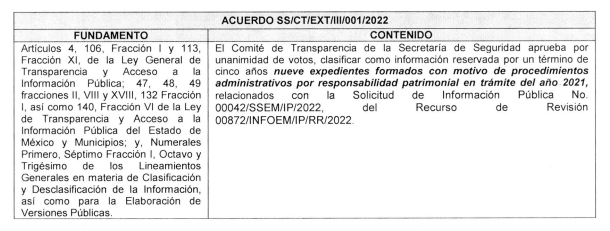 ACUERDO SS/CT/EXT/III/001/2022
FUNDAMENTO
Artículos 4, 106, Fracción I y 113,
Fracción XI, de la Ley General de
Transparencia y Acceso a la
Información Pública; 47, 48, 49
fracciones II, VIII y XVIII, 132 Fracción
I, así como 140, Fracción VI de la Ley
de Transparencia y Acceso a la
Información Pública del Estado de
México y Municipios; y, Numerales
Primero, Séptimo Fracción I, Octavo y
Trigésimo de los Lineamientos
Generales en materia de Clasificación
y Desclasificación de la Información,
así como para la Elaboración de
Versiones Públicas.
CONTENIDO
El Comité de Transparencia de la Secretaría de Seguridad aprueba por
unanimidad de votos, clasificar como información reservada por un término de
cinco años nueve expedientes formados con motivo de procedimientos
administrativos por responsabilidad patrimonial en trámite del año 2021,
relacionados con la Solicitud de Información Pública No.
00042/SSEM/IP/2022, del Recurso de Revisión
00872/INFOEM/IP/RR/2022.